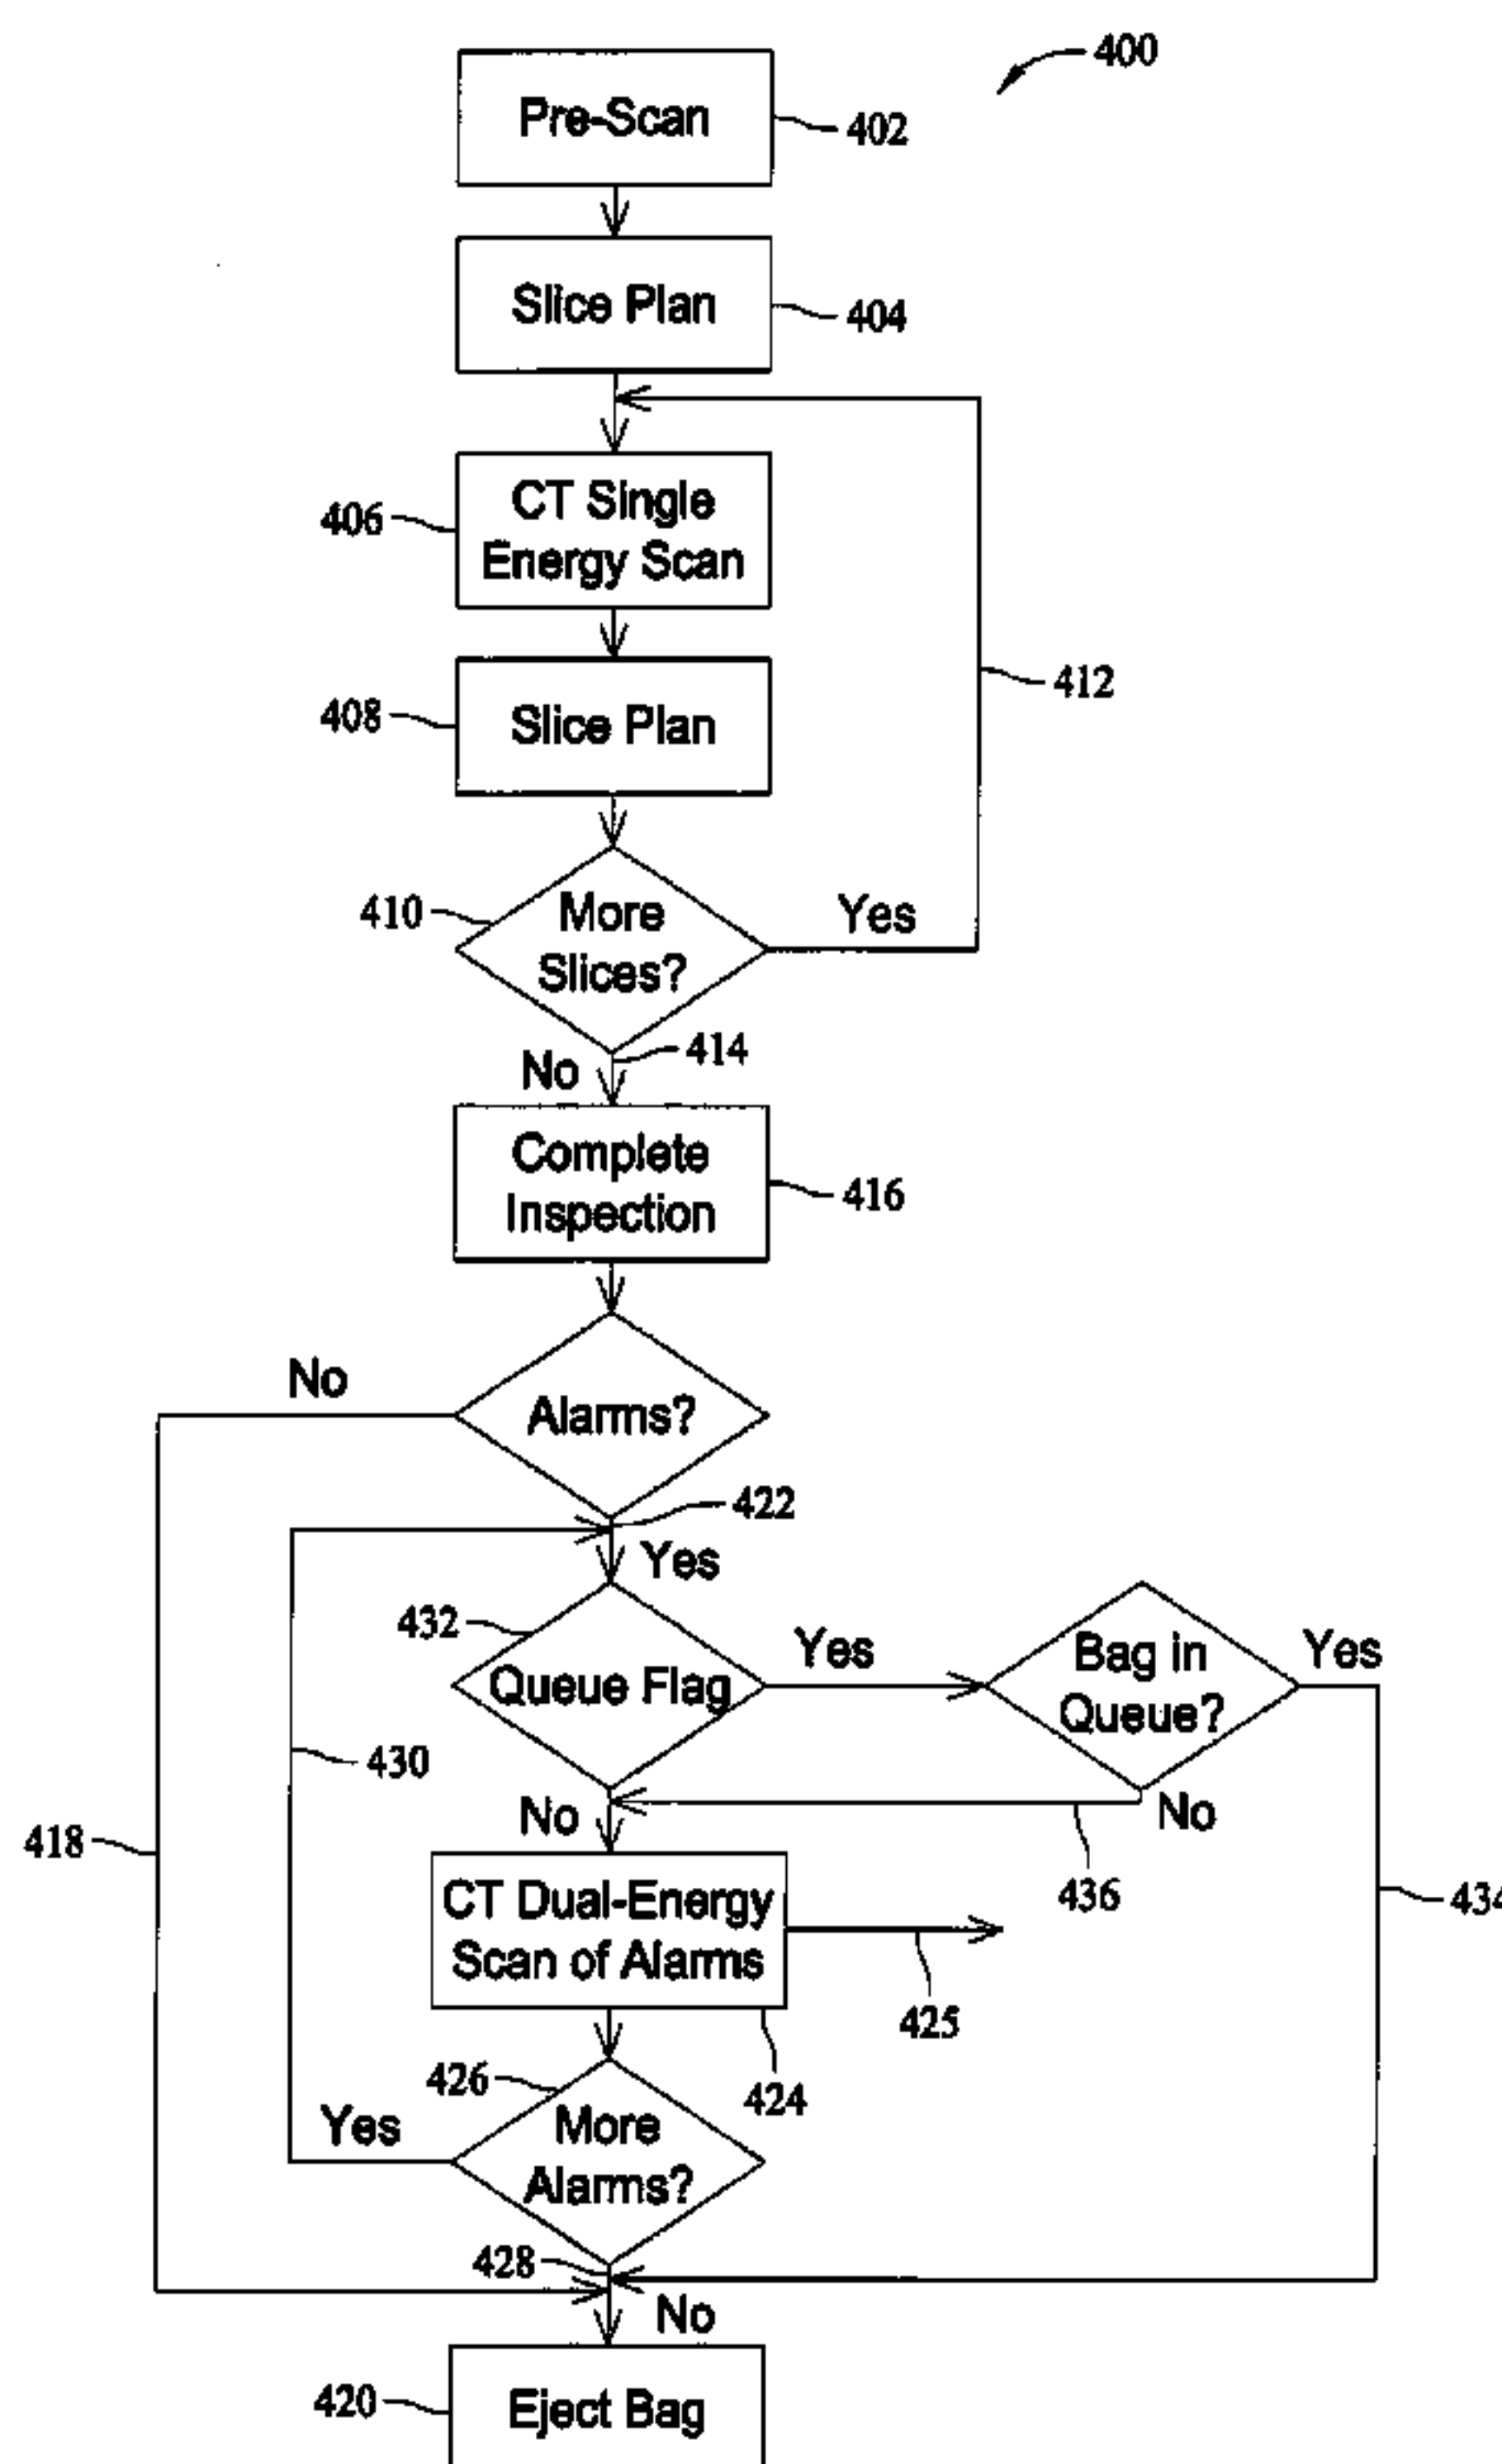 400
Pre-Scan
402
Slice Plan
404
CT Single
Energy Scan
406
Slice Plan
408
412
More
Slices?
410
Yes
414
No
Complete
Inspection
416
No
Alarms?
422
Yes
432
Queue Flag
Yes
Bag in
Queue?
Yes
430
No
No
418
436
434
CT Dual-Energy
Scan of Alarms
425
424
426
More
Alarms?
Yes
428
No
420
Eject Bag